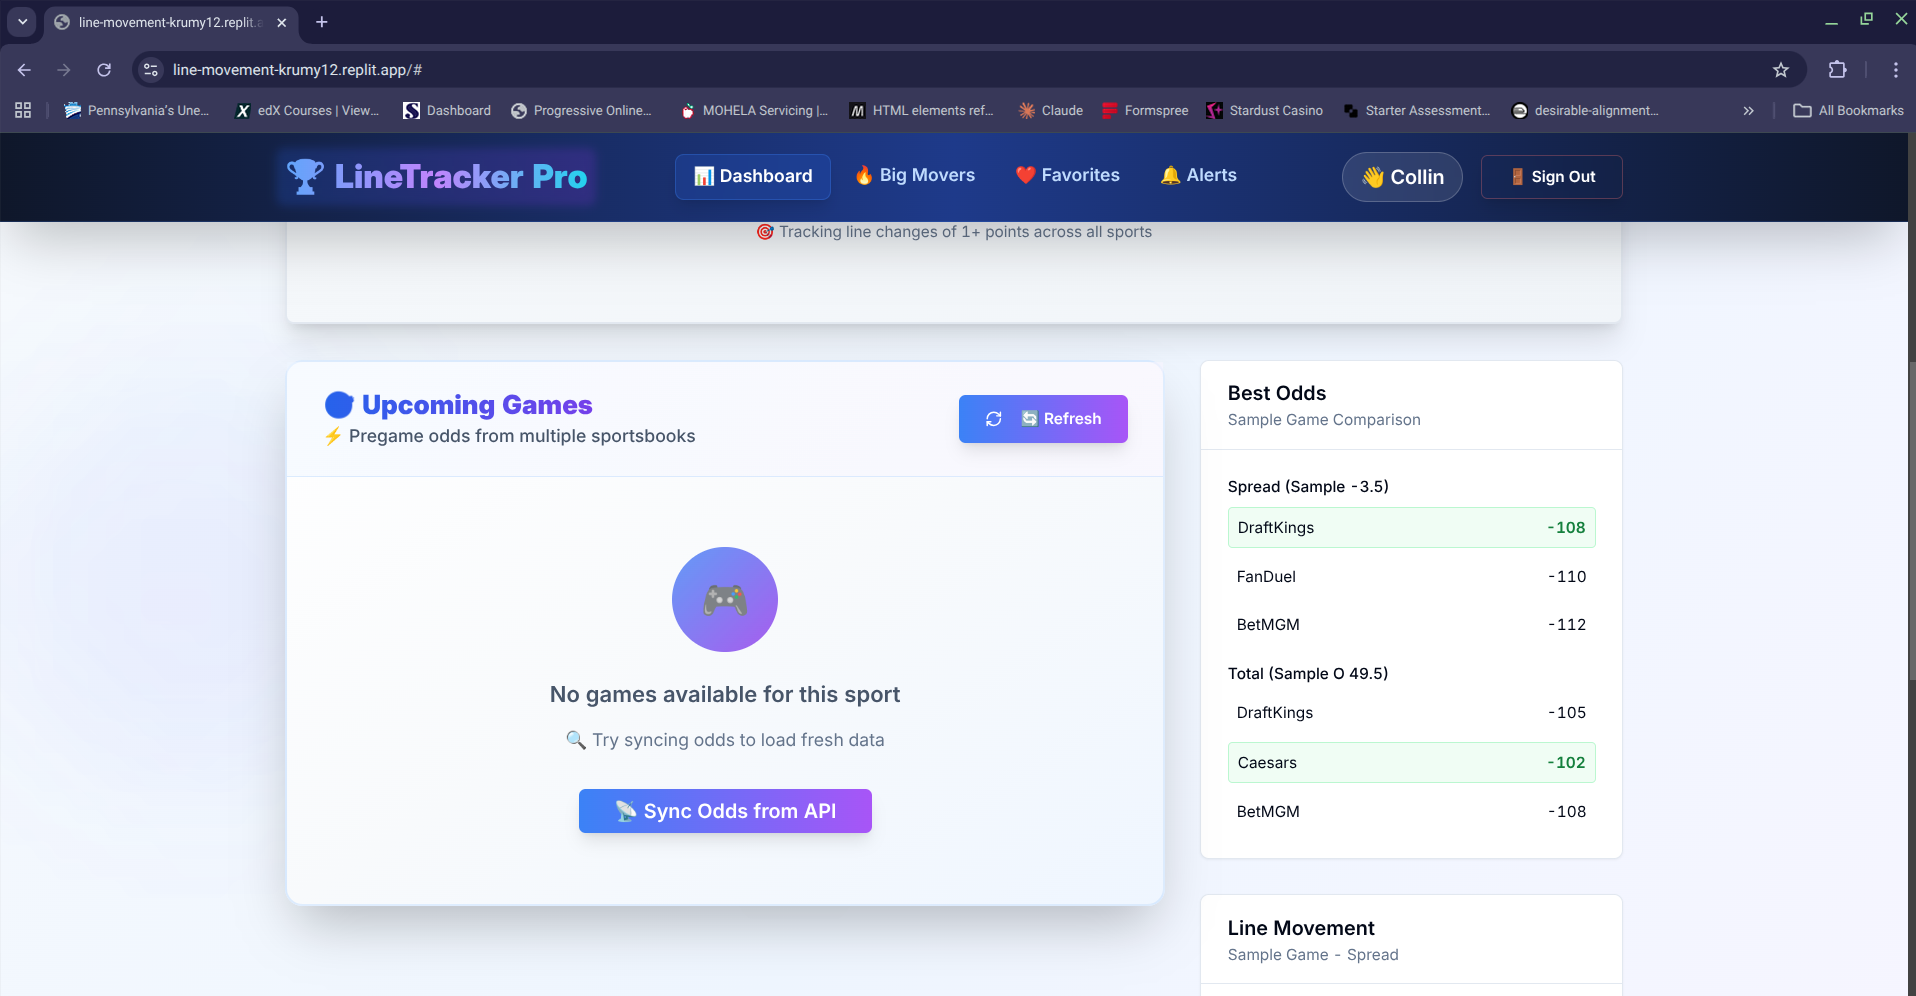 line-movement-krumy12.replit.a
line-movement-krumy12.replit.app/#
Pennsylvania's Une...
edX Courses | View...
Dashboard
Progressive Online...
MOHELA Servicing |...
HTML elements ref...
Claude
Formspree
Stardust Casino
Starter Assessment...
desirable-alignment...
All Bookmarks
LineTracker Pro
Dashboard
Big Movers
Favorites
Alerts
Collin
Sign Out
Tracking line changes of 1+ points across all sports
Upcoming Games
Pregame odds from multiple sportsbooks
Refresh
No games available for this sport
Try syncing odds to load fresh data
Sync Odds from API
Best Odds
Sample Game Comparison
Spread (Sample -3.5)
DraftKings -108
FanDuel -110
BetMGM -112
Total (Sample O 49.5)
DraftKings -105
Caesars -102
BetMGM -108
Line Movement
Sample Game - Spread